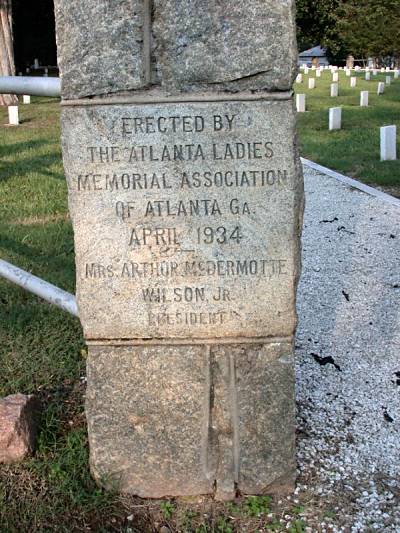 ERECTED BY
THE ATLANTA LADIES
MEMORIAL ASSOCIATION
OF ATLANTA GA.
APRIL 1934
MRS. ARTHUR MCDERMOTTE
WILSON, JR.
PRESIDENT